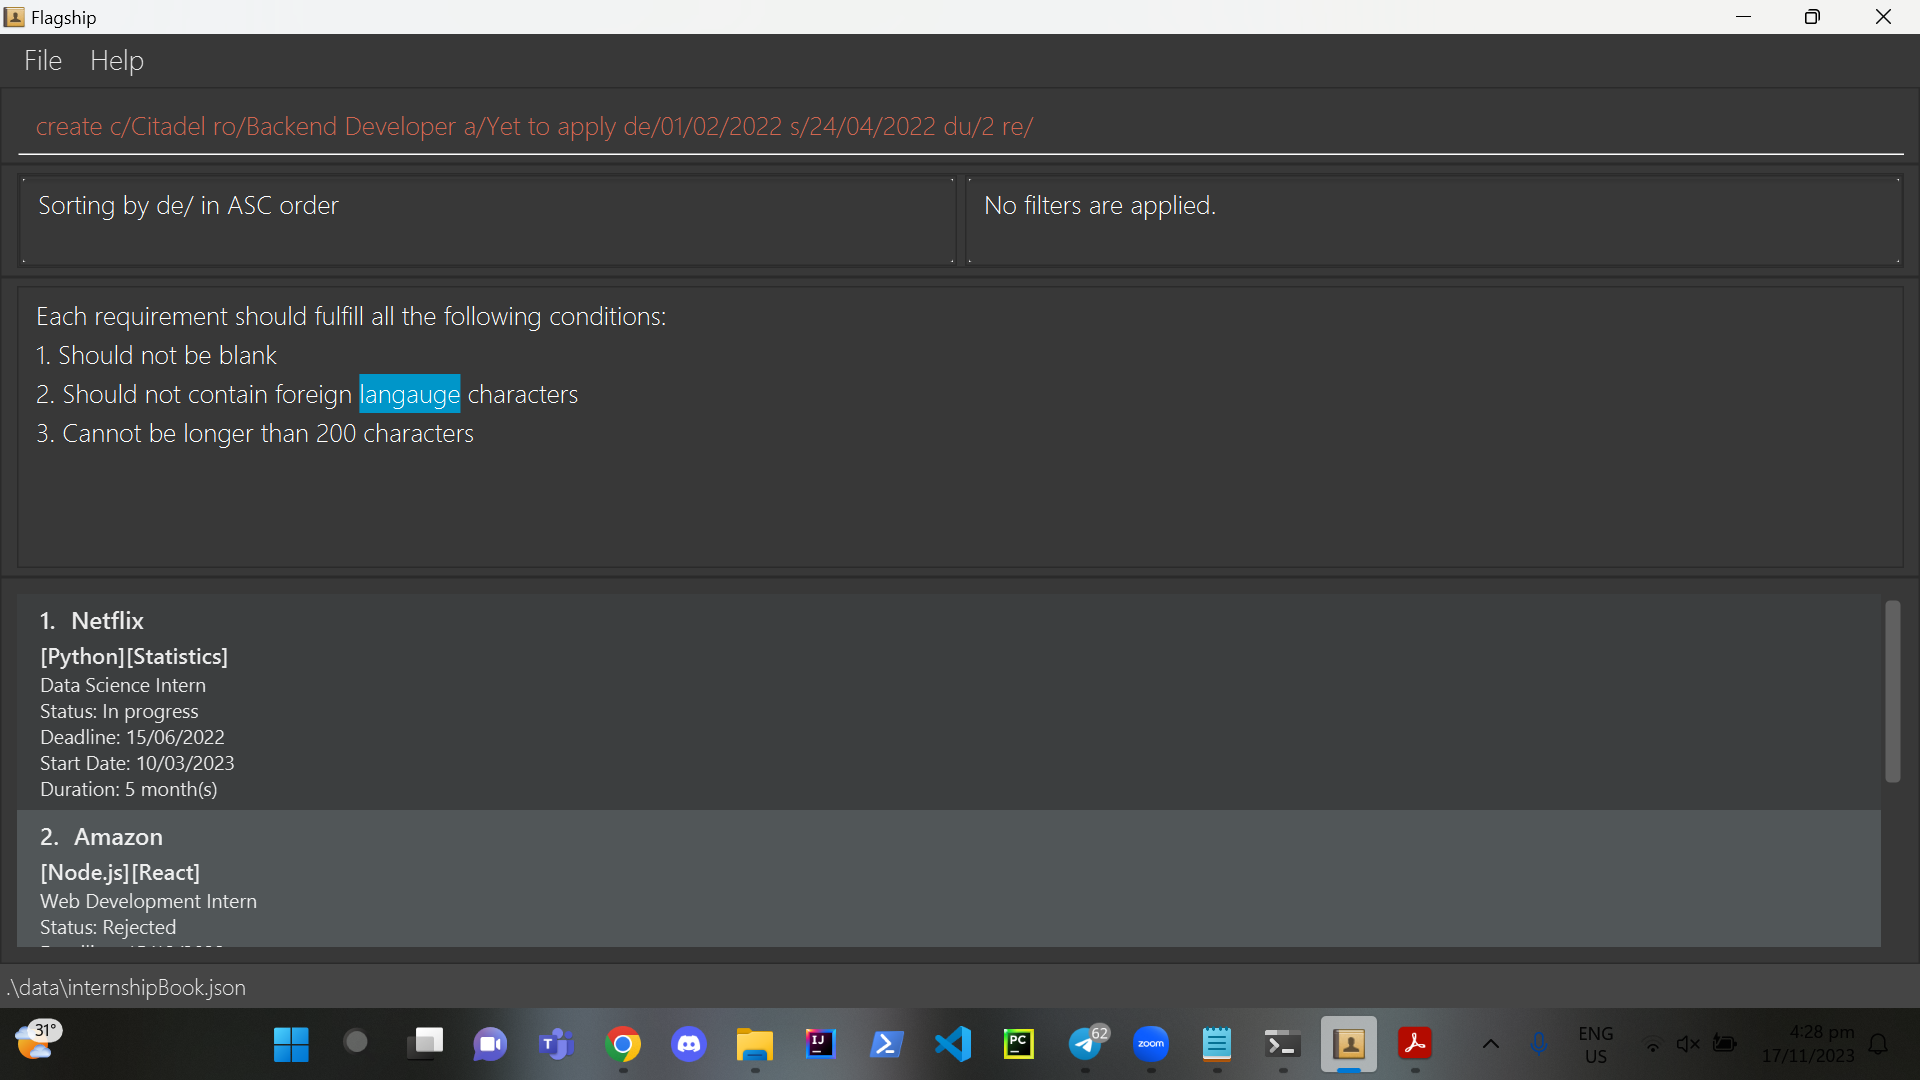 Flagship
File Help
create c/Citadel ro/Backend Developer a/Yet to apply de/01/02/2022 s/24/04/2022 du/2 re/
Sorting by de/ in ASC order
No filters are applied.
Each requirement should fulfill all the following conditions:
1. Should not be blank
2. Should not contain foreign langauge characters
3. Cannot be longer than 200 characters
1. Netflix
[Python][Statistics]
Data Science Intern
Status: In progress
Deadline: 15/06/2022
Start Date: 10/03/2023
Duration: 5 month(s)
2. Amazon
[Node.js][React]
Web Development Intern
Status: Rejected
.\data\internshipBook.json
31°
IJ
PC
62
zoom
ENG
US
4:28 pm
17/11/2023